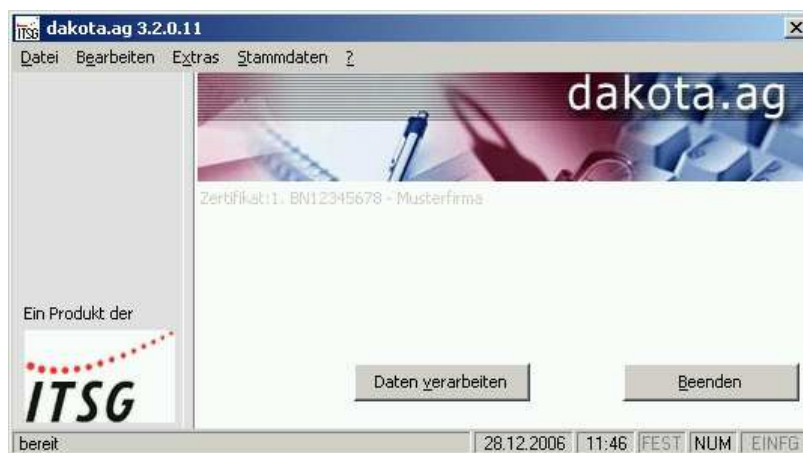 ITSG dakota.ag 3.2.0.11
Datei Bearbeiten Extras Stammdaten ?
dakota.ag
Zertifikat:1. BN12345678 - Musterfirma
Ein Produkt der
ITSG
Daten verarbeiten Beenden
bereit 28.12.2006 11:46 FEST NUM EINFG